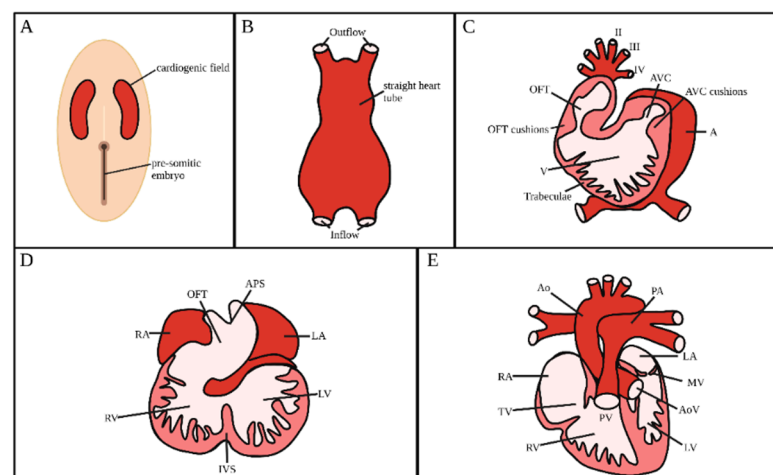 A
cardiogenic field
pre-somitic
embryo
B
Outflow
straight heart
tube
Inflow
C
II
III
IV
OFT
AVC
AVC cushions
OFT cushions
A
V
Trabeculae
D
OFT
APS
RA
LA
RV
LV
IVS
E
Ao
PA
RA
LA
MV
TV
PV
AoV
RV
LV